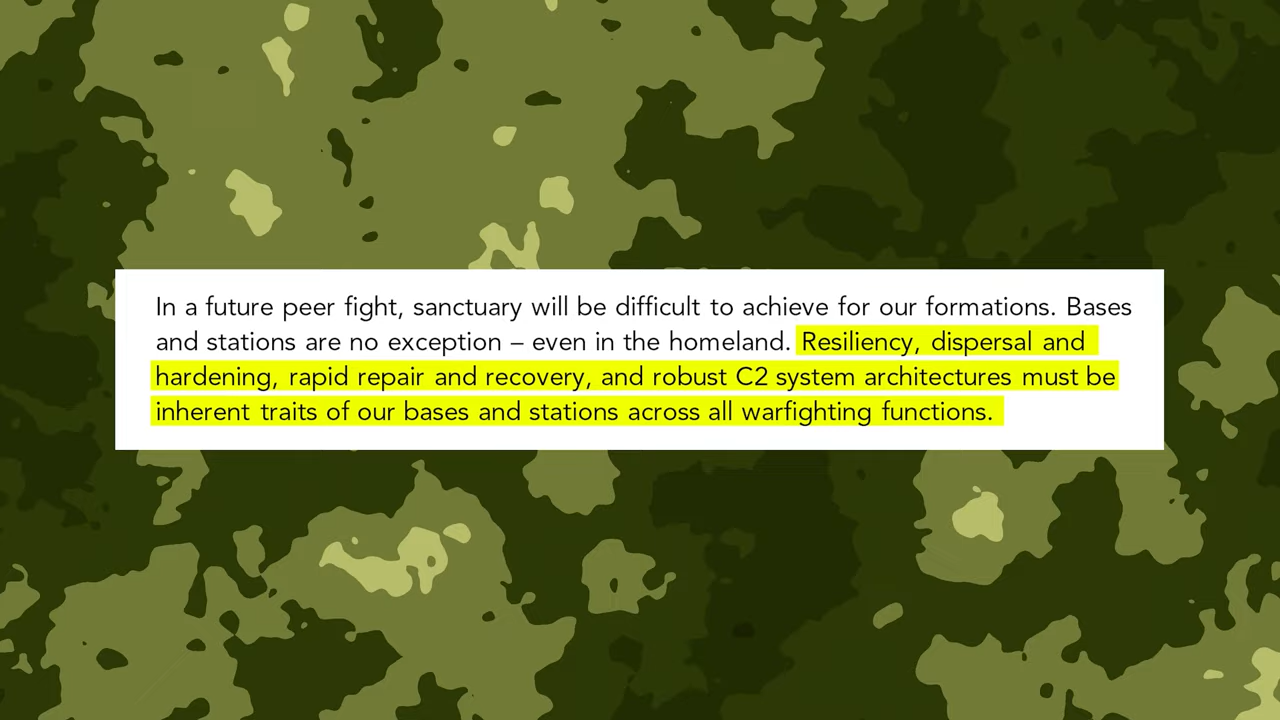 In a future peer fight, sanctuary will be difficult to achieve for our formations. Bases
and stations are no exception – even in the homeland. Resiliency, dispersal and
hardening, rapid repair and recovery, and robust C2 system architectures must be
inherent traits of our bases and stations across all warfighting functions.